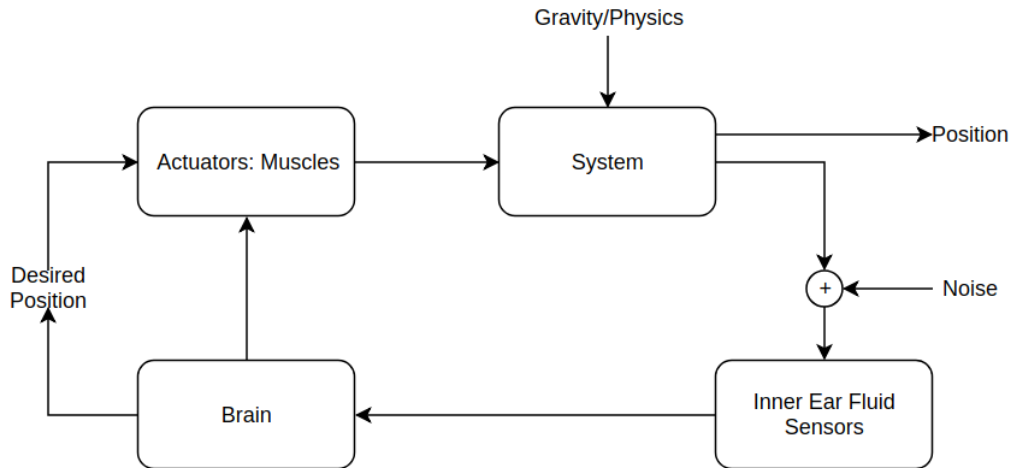 Gravity/Physics
Actuators: Muscles
System
Position
Desired
Position
+
Noise
Brain
Inner Ear Fluid
Sensors